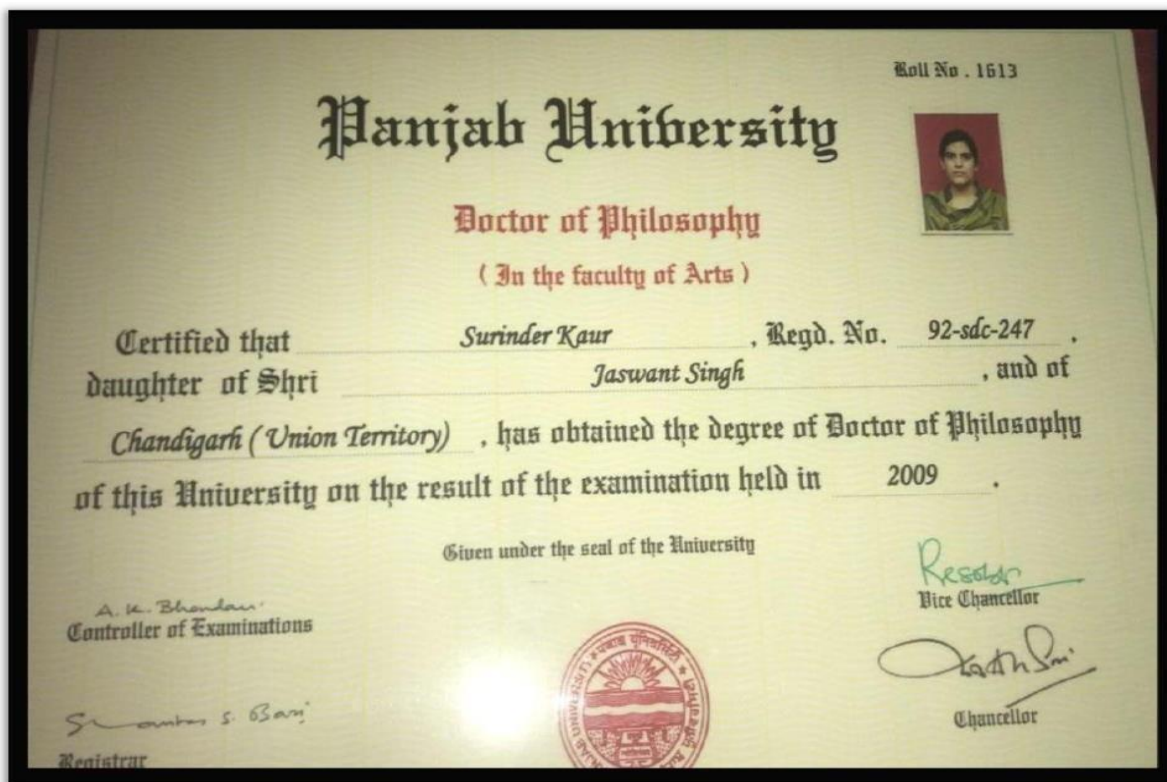 Roll No. 1613
Panjab University
Doctor of Philosophy
( In the faculty of Arts )
Certified that Surinder Kaur, Regd. No. 92-sdc-247.
daughter of Shri Jaswant Singh, and of
Chandigarh ( Union Territory), has obtained the degree of Doctor of Philosophy
of this University on the result of the examination held in 2009.
Given under the seal of the University
A. K. Bhandari
Controller of Examinations
Vice Chancellor
S. Bari
Registrar
Chancellor